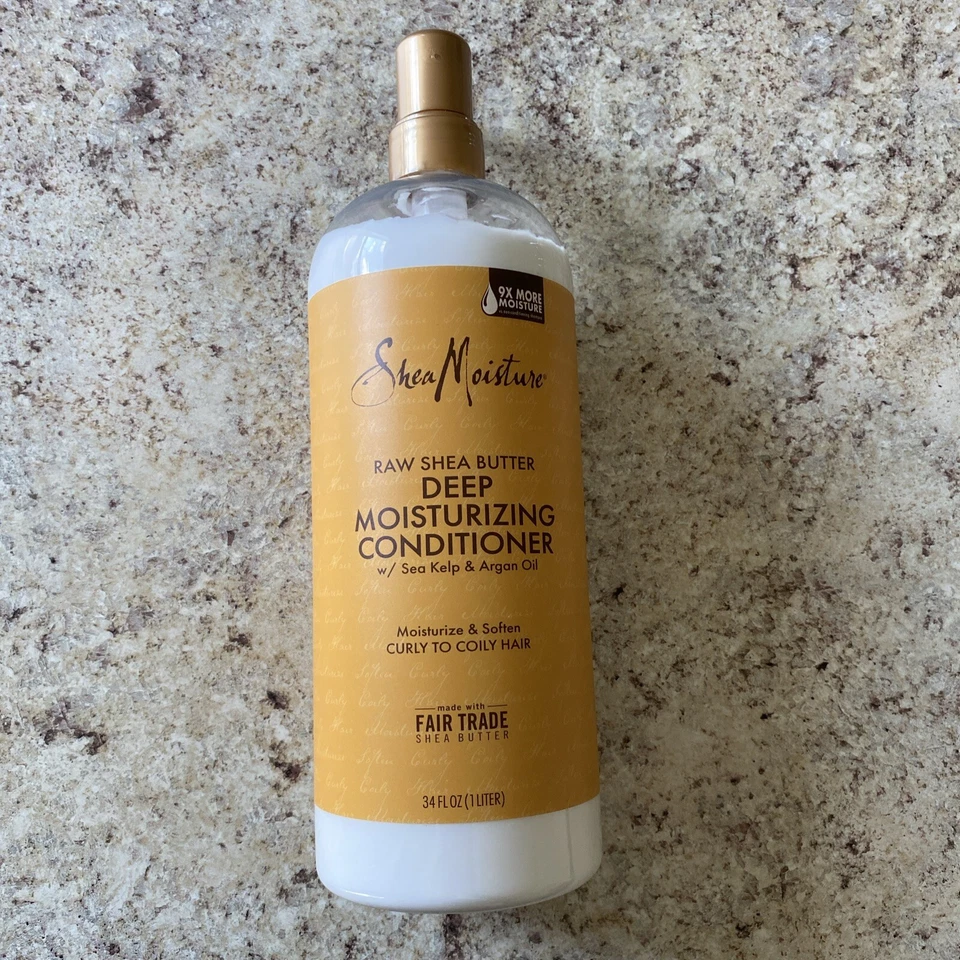 9X MORE
MOISTURE
SheaMoisture®
RAW SHEA BUTTER
DEEP
MOISTURIZING
CONDITIONER
w/ Sea Kelp & Argan Oil
Moisturize & Soften
CURLY TO COILY HAIR
made with
FAIR TRADE
SHEA BUTTER
34 FL OZ (1 LITER)